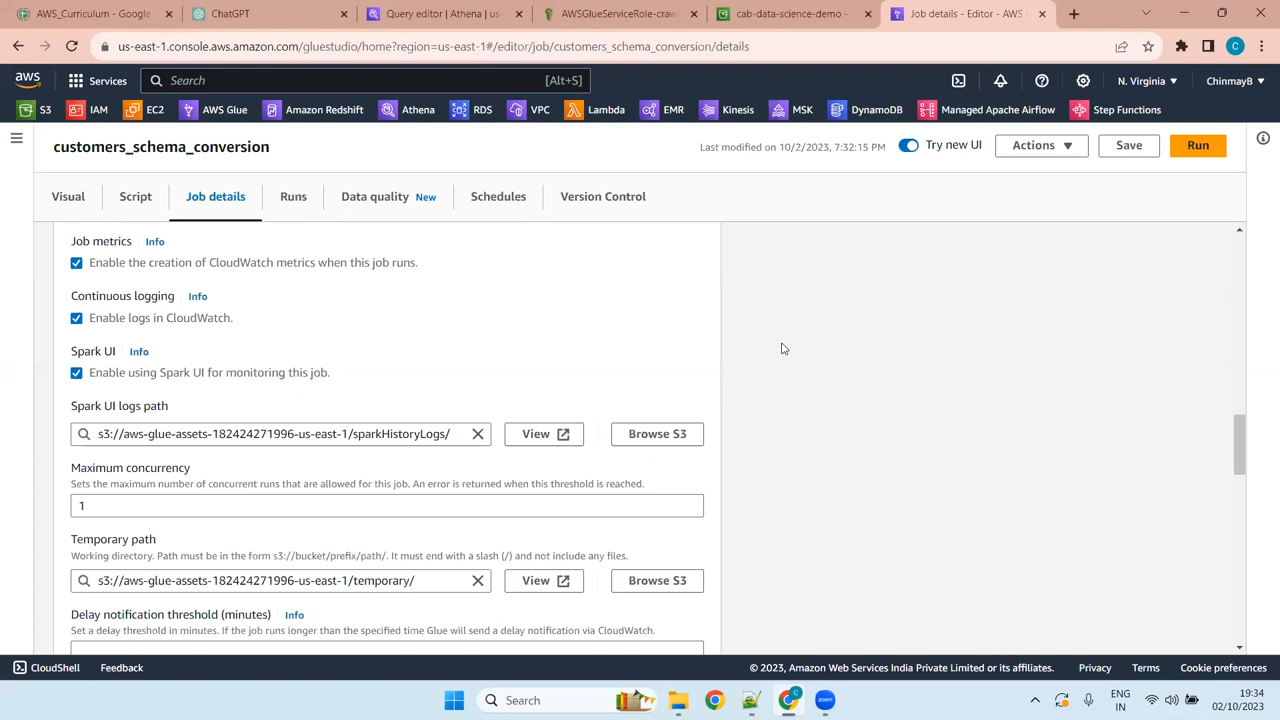 AWS_Curriculum - Google
ChatGPT
Query editor | Athena | us-
AWSGlueServiceRole-craw
cab-data-science-demo -
Job details - Editor - AWS
us-east-1.console.aws.amazon.com/gluestudio/home?region=us-east-1#/editor/job/customers_schema_conversion/details
C
aws
Services
Search
[Alt+S]
N. Virginia
ChinmayB
S3
IAM
EC2
AWS Glue
Amazon Redshift
Athena
RDS
VPC
Lambda
EMR
Kinesis
MSK
DynamoDB
Managed Apache Airflow
Step Functions
customers_schema_conversion
Last modified on 10/2/2023, 7:32:15 PM
Try new UI
Actions
Save
Run
Visual
Script
Job details
Runs
Data quality New
Schedules
Version Control
Job metrics Info
Enable the creation of CloudWatch metrics when this job runs.
Continuous logging Info
Enable logs in CloudWatch.
Spark UI Info
Enable using Spark UI for monitoring this job.
Spark UI logs path
s3://aws-glue-assets-182424271996-us-east-1/sparkHistoryLogs/
View
Browse S3
Maximum concurrency
Sets the maximum number of concurrent runs that are allowed for this job. An error is returned when this threshold is reached.
1
Temporary path
Working directory. Path must be in the form s3://bucket/prefix/path/. It must end with a slash (/) and not include any files.
s3://aws-glue-assets-182424271996-us-east-1/temporary/
View
Browse S3
Delay notification threshold (minutes) Info
Set a delay threshold in minutes. If the job runs longer than the specified time Glue will send a delay notification via CloudWatch.
CloudShell
Feedback
© 2023, Amazon Web Services India Private Limited or its affiliates.
Privacy
Terms
Cookie preferences
Search
C
zoom
ENG
IN
19:34
02/10/2023